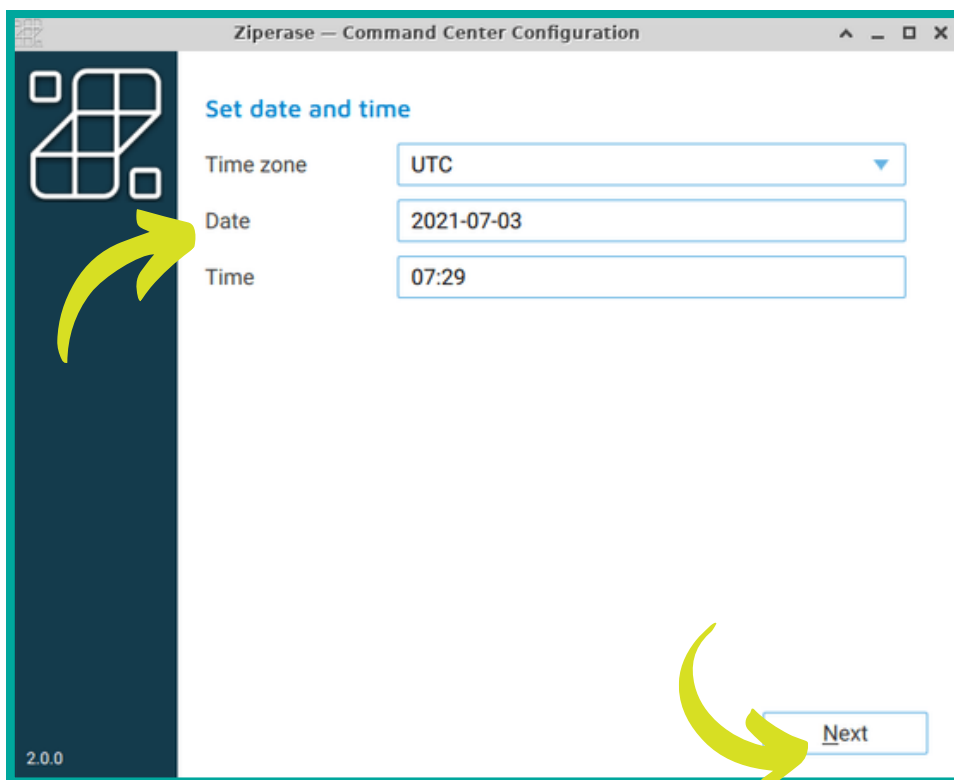 Ziperase — Command Center Configuration
Set date and time
Time zone UTC
Date 2021-07-03
Time 07:29
Next
2.0.0